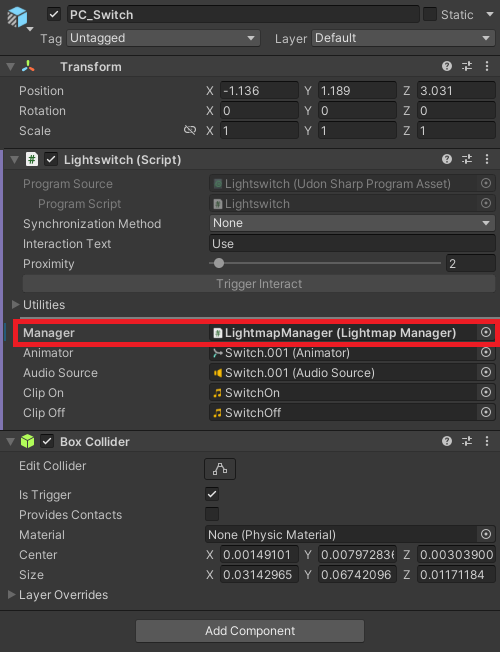 PC_Switch Static
Tag Untagged Layer Default
Transform
Position X -1.136 Y 1.189 Z 3.031
Rotation X 0 Y 0 Z 0
Scale X 1 Y 1 Z 1
# Lightswitch (Script)
Program Source Lightswitch (Udon Sharp Program Asset)
Program Script Lightswitch
Synchronization Method None
Interaction Text Use
Proximity 2
Trigger Interact
Utilities
Manager LightmapManager (Lightmap Manager)
Animator Switch.001 (Animator)
Audio Source Switch.001 (Audio Source)
Clip On SwitchOn
Clip Off SwitchOff
Box Collider
Edit Collider
Is Trigger
Provides Contacts
Material None (Physic Material)
Center X 0.00149101 Y 0.00797283 Z 0.00303900
Size X 0.03142965 Y 0.06742096 Z 0.01171184
Layer Overrides
Add Component